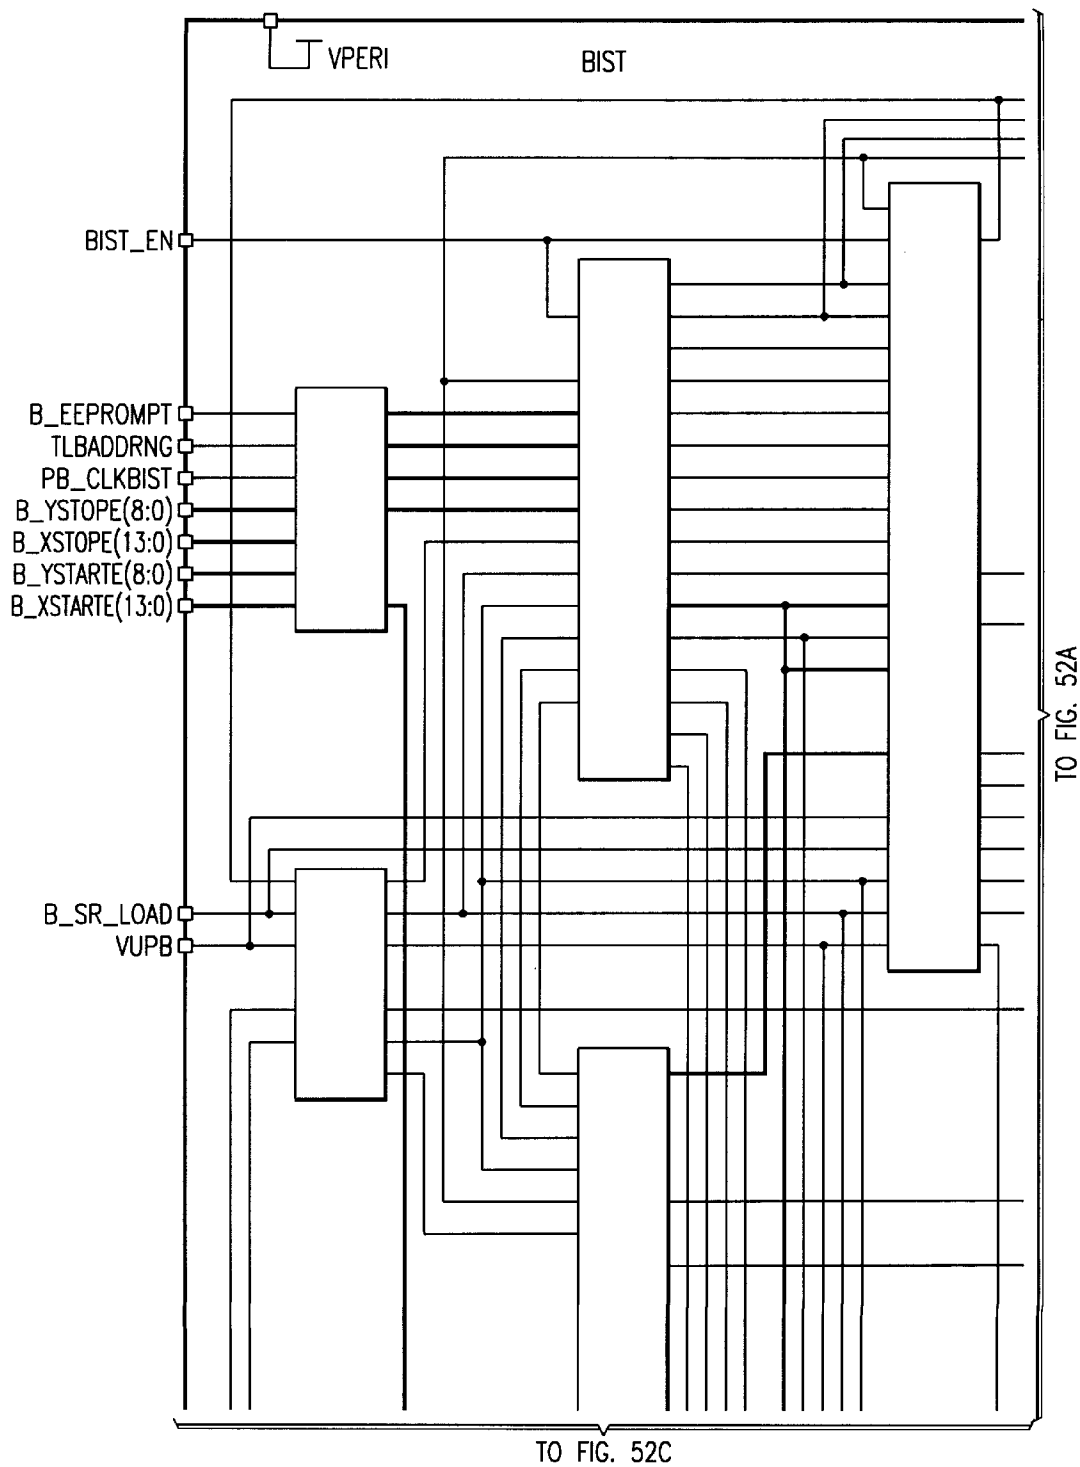 VPERI
BIST
BIST_EN
B_EEPROMPT
TLBADDRNG
PB_CLKBIST
B_YSTOPE(8:0)
B_XSTOPE(13:0)
B_YSTARTE(8:0)
B_XSTARTE(13:0)
TO FIG. 52A
B_SR_LOAD
VUPB
TO FIG. 52C